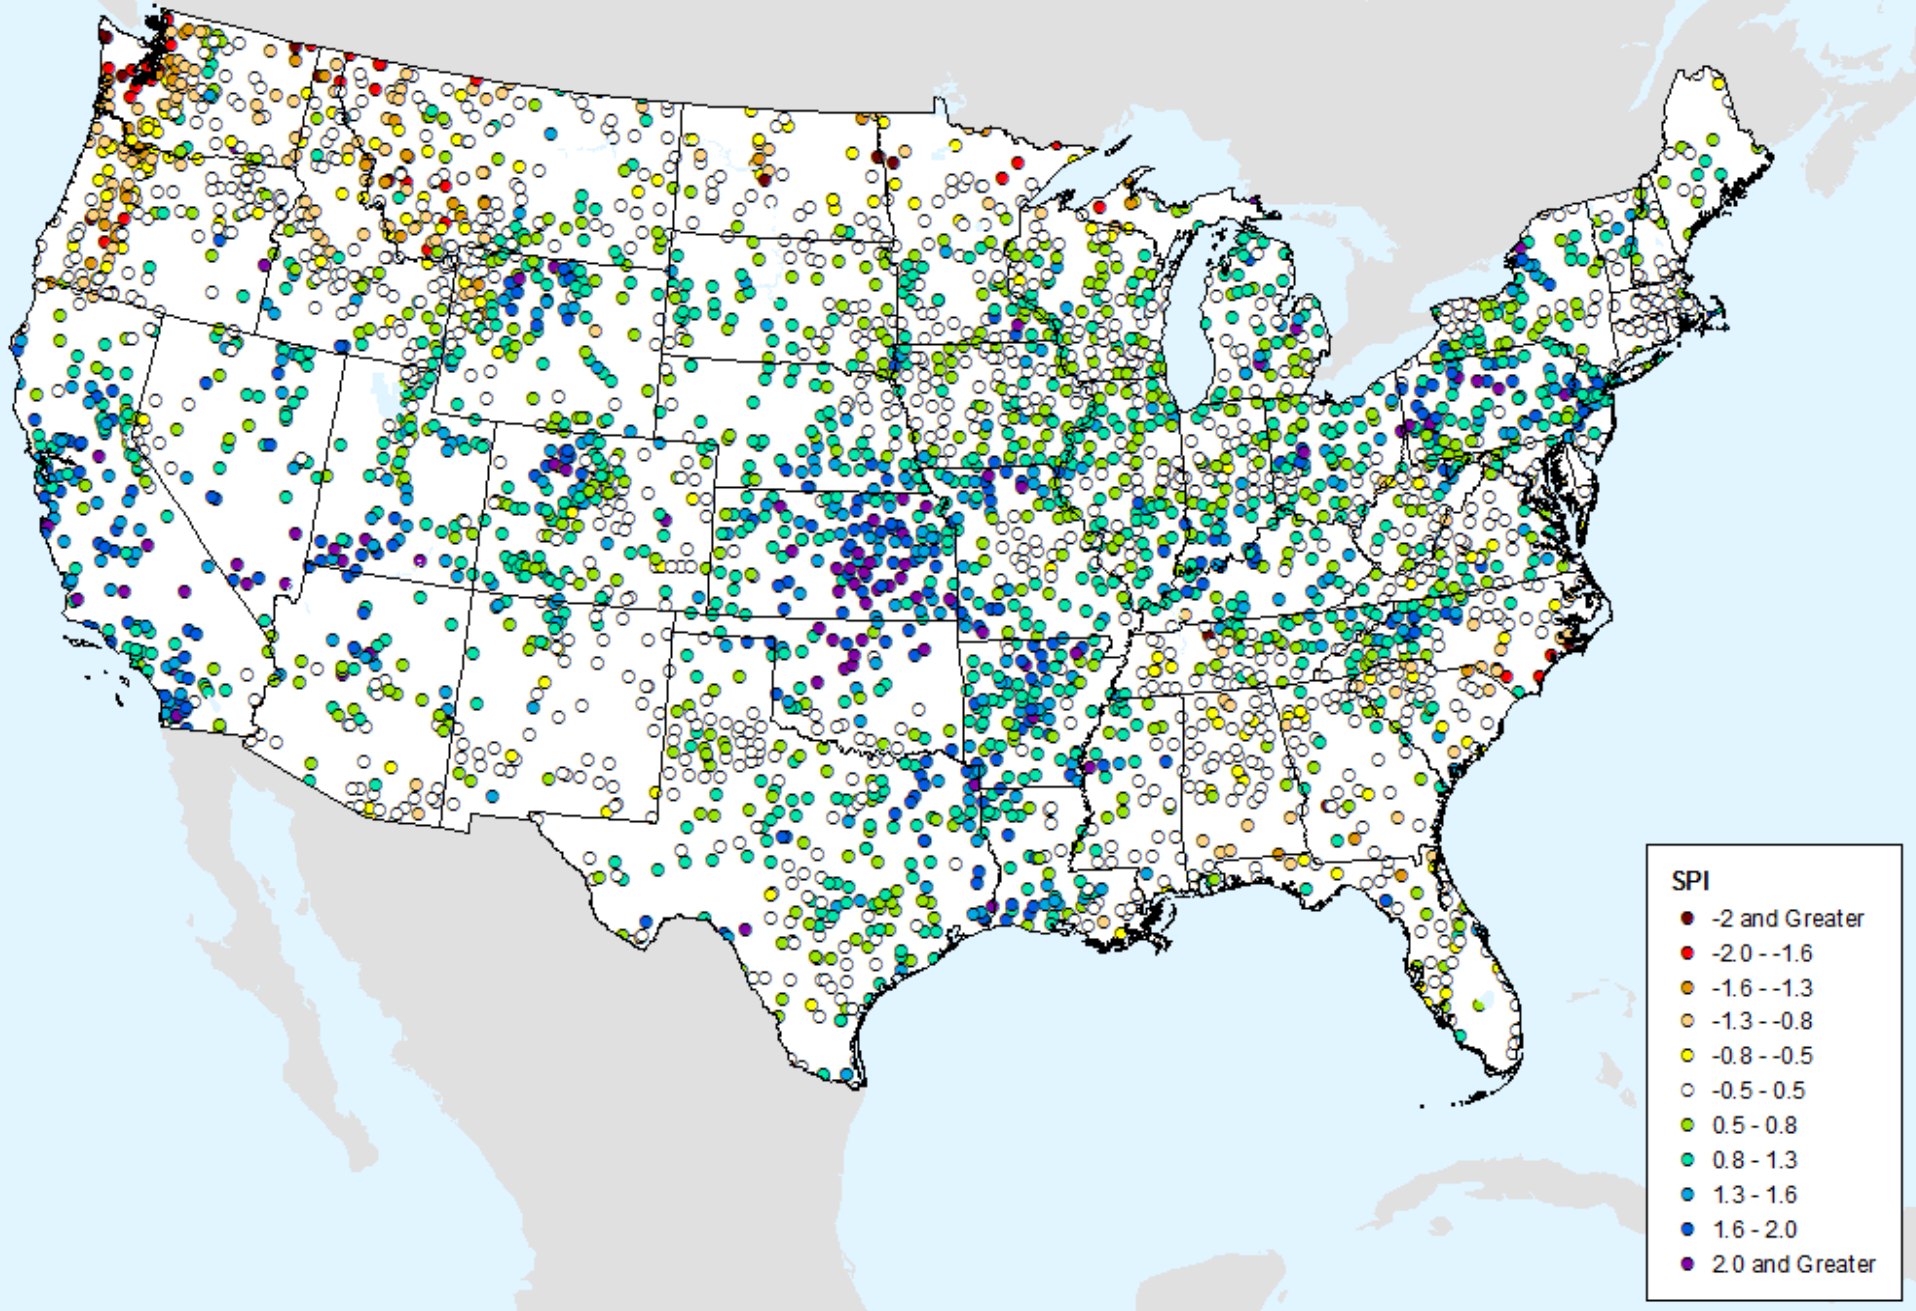 SPI
-2 and Greater
-2.0 - -1.6
-1.6 - -1.3
-1.3 - -0.8
-0.8 - -0.5
-0.5 - 0.5
0.5 - 0.8
0.8 - 1.3
1.3 - 1.6
1.6 - 2.0
2.0 and Greater